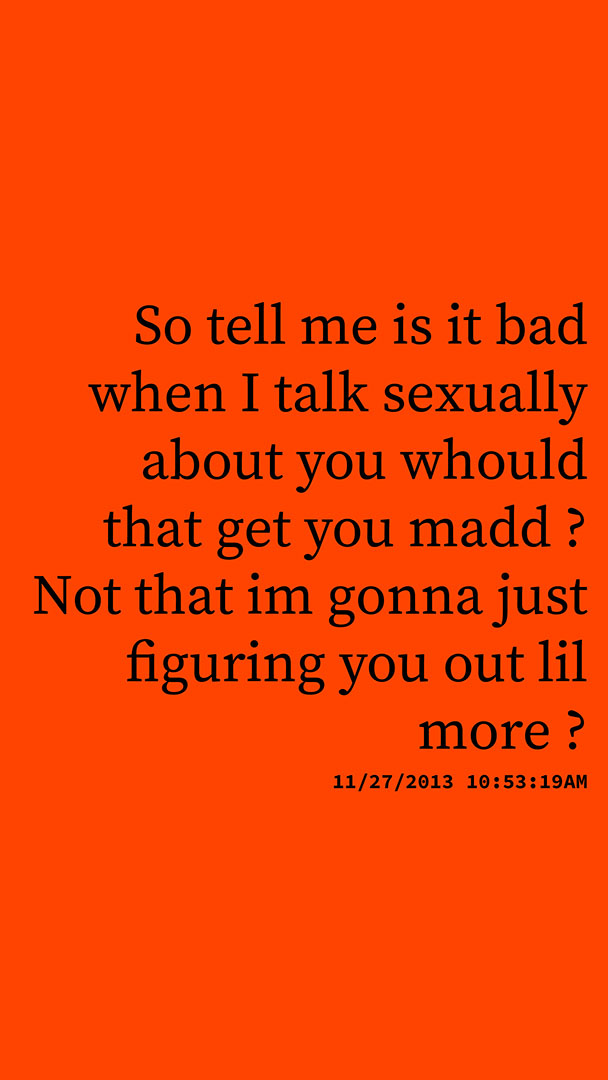 So tell me is it bad
when I talk sexually
about you whould
that get you madd ?
Not that im gonna just
figuring you out lil
more ?
11/27/2013 10:53:19AM